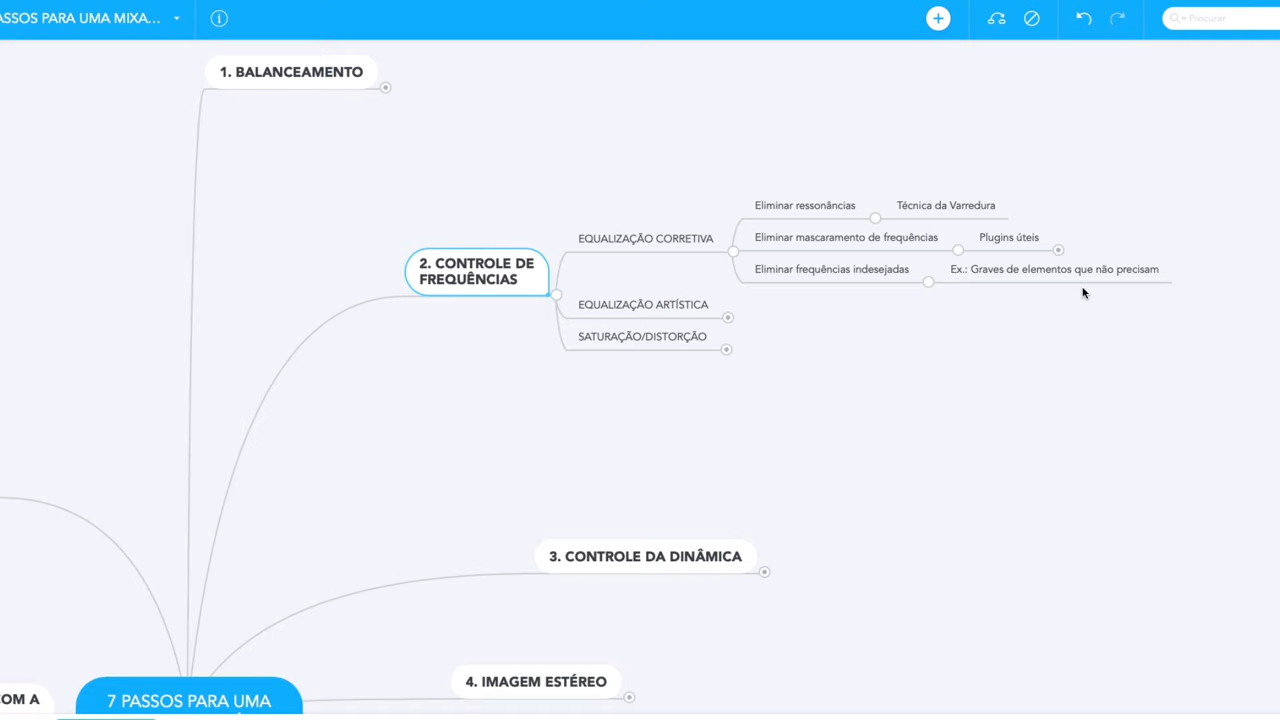 ASSOS PARA UMA MIXA...
Procurar
1. BALANCEAMENTO
2. CONTROLE DE
FREQUÊNCIAS
EQUALIZAÇÃO CORRETIVA
Eliminar ressonâncias
Técnica da Varredura
Eliminar mascaramento de frequências
Plugins úteis
Eliminar frequências indesejadas
Ex.: Graves de elementos que não precisam
EQUALIZAÇÃO ARTÍSTICA
SATURAÇÃO/DISTORÇÃO
3. CONTROLE DA DINÂMICA
4. IMAGEM ESTÉREO
OM A
7 PASSOS PARA UMA